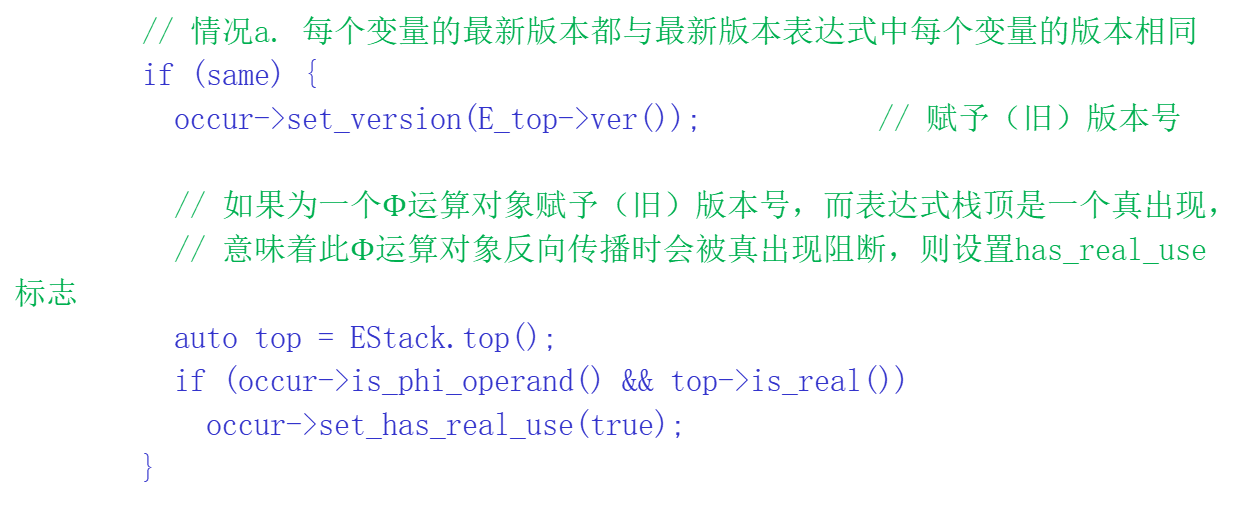 // 情况a. 每个变量的最新版本都与最新版本表达式中每个变量的版本相同
if (same) {
occur->set_version(E_top->ver()); // 赋予（旧）版本号
// 如果为一个Φ运算对象赋予（旧）版本号，而表达式栈顶是一个真出现，
// 意味着此Φ运算对象反向传播时会被真出现阻断，则设置has_real_use
标志
auto top = EStack.top();
if (occur->is_phi_operand() && top->is_real())
occur->set_has_real_use(true);
}